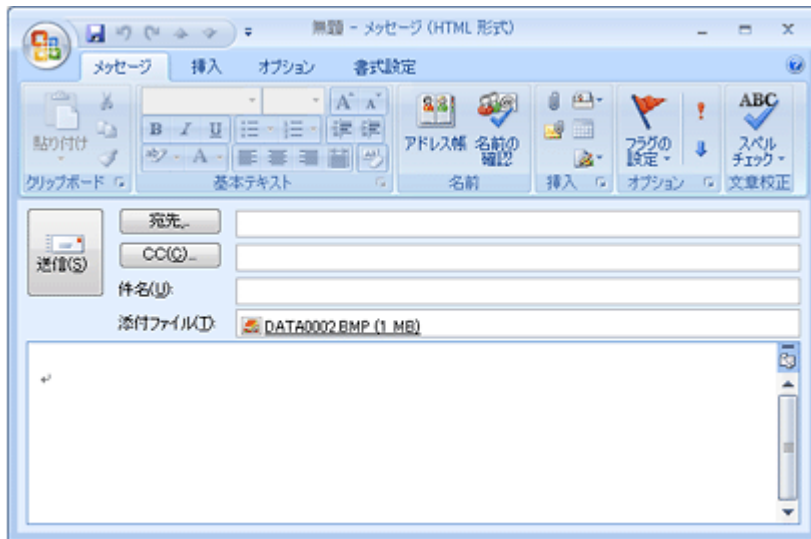 無題 - メッセージ (HTML 形式)
メッセージ 挿入 オプション 書式設定
貼り付け
B I U
A A
アドレス帳 名前の確認
フラグの設定
ABC
スペルチェック
クリップボード 基本テキスト 名前 挿入 オプション 文章校正
送信(S)
宛先...
CC(C)...
件名(U):
添付ファイル(T):
DATA0002.BMP (1 MB)